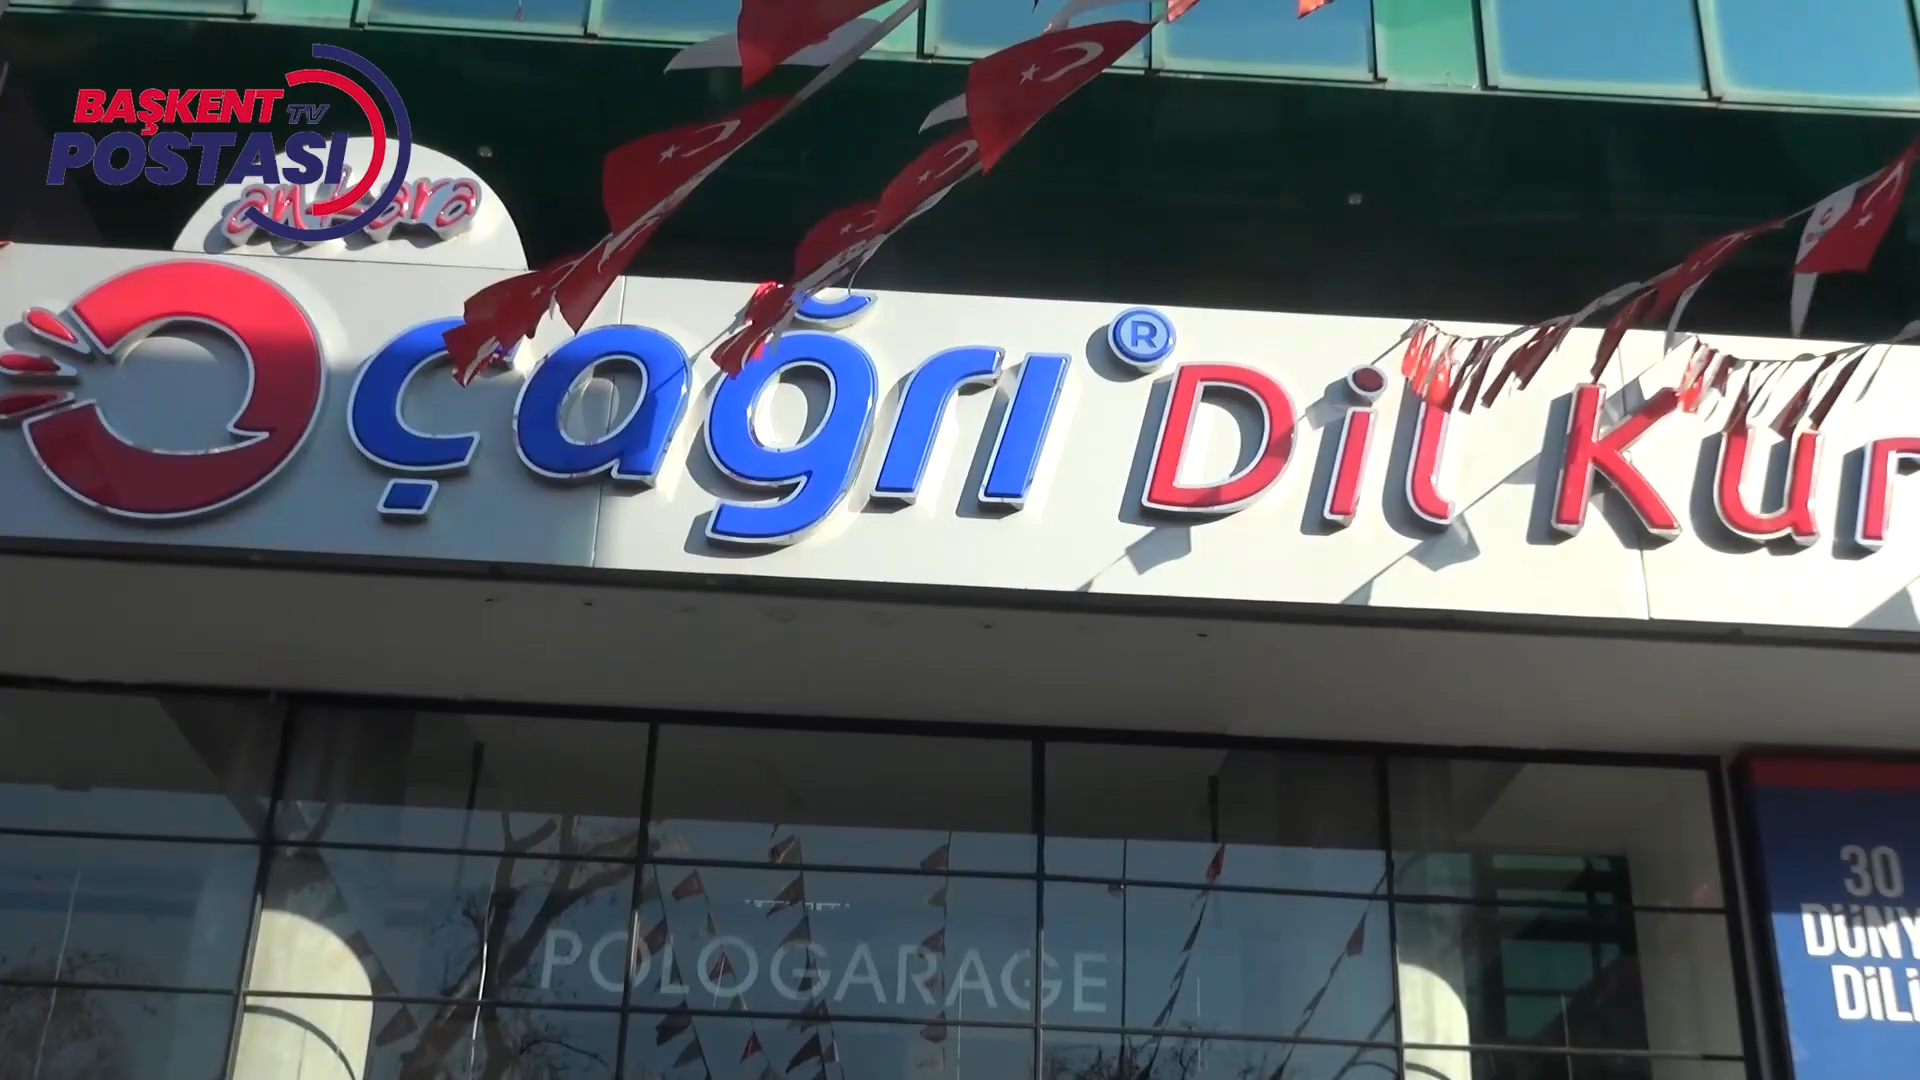 BAŞKENT TV
POSTASI
ankara
çağrı® Dil Kur
POLOGARAGE
30
DÜNY
DİLİ